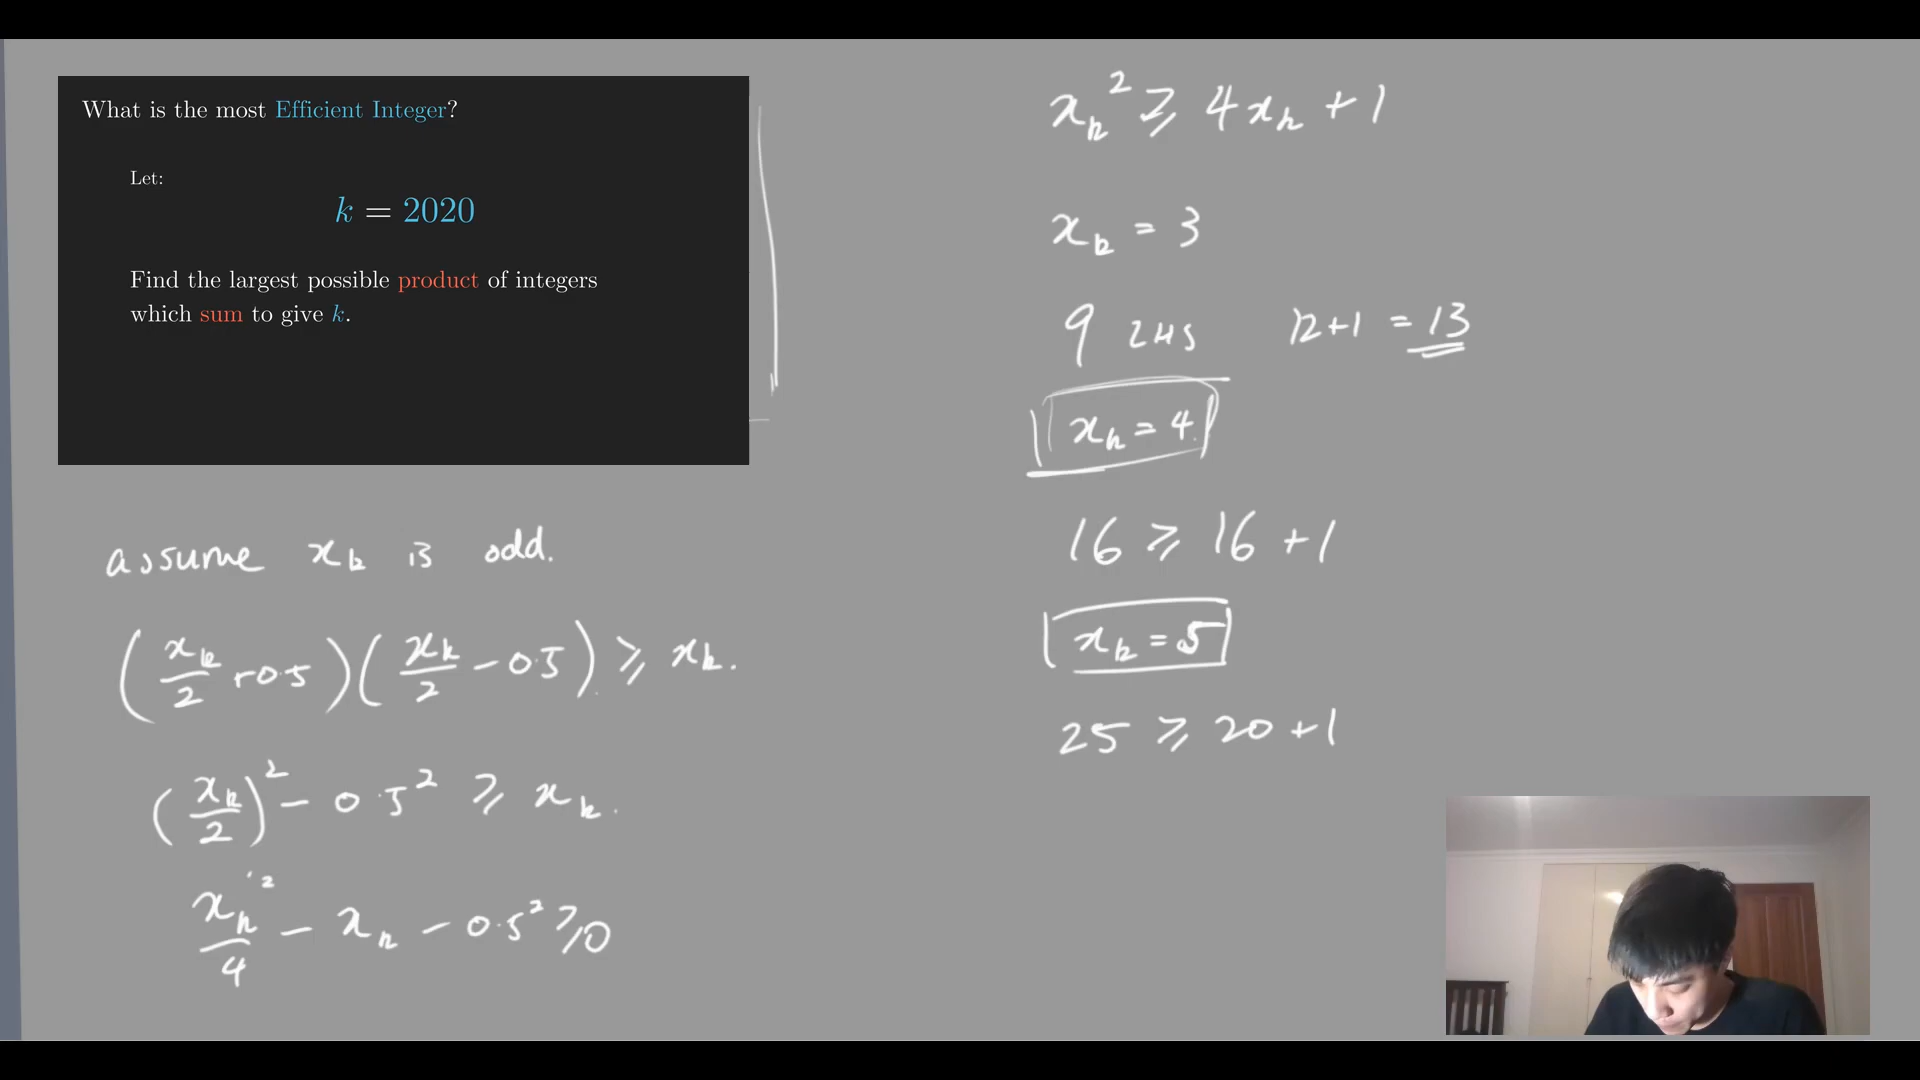 What is the most Efficient Integer?
Let:
k = 2020
Find the largest possible product of integers
which sum to give k.
assume x_k is odd.
(x_k/2 + 0.5)(x_k/2 - 0.5) ≥ x_k.
(x_k/2)² - 0.5² ≥ x_k.
x_k²/4 - x_k - 0.5² ≥ 0
x_k² ≥ 4x_k + 1
x_k = 3
9 LHS 12+1 = 13
x_k = 4
16 ≥ 16 + 1
x_k = 5
25 ≥ 20 + 1